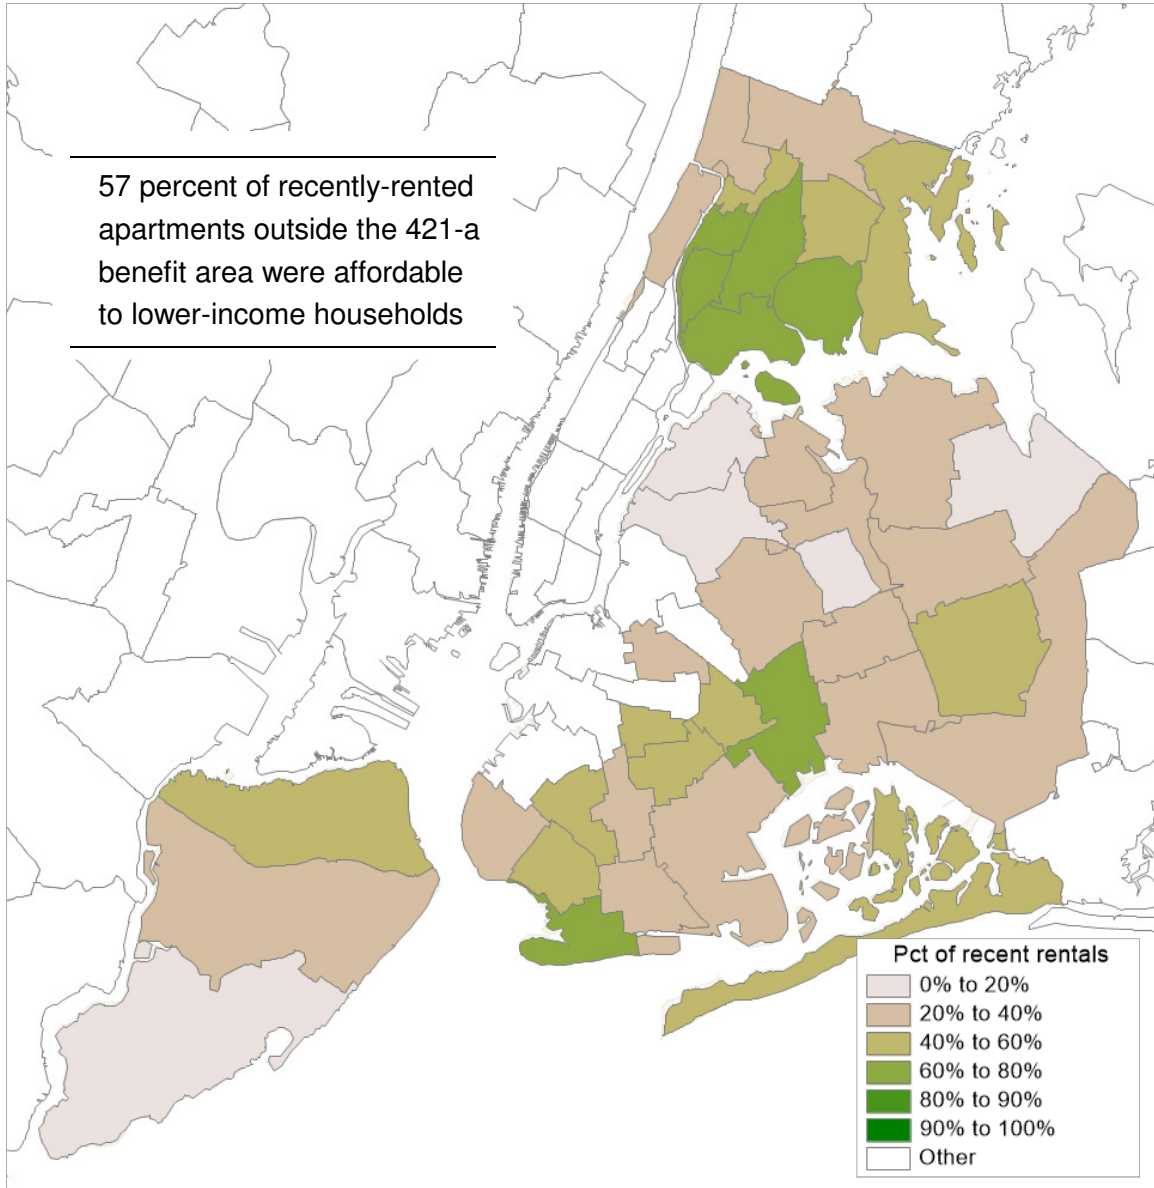 57 percent of recently-rented
apartments outside the 421-a
benefit area were affordable
to lower-income households
Pct of recent rentals
0% to 20%
20% to 40%
40% to 60%
60% to 80%
80% to 90%
90% to 100%
Other